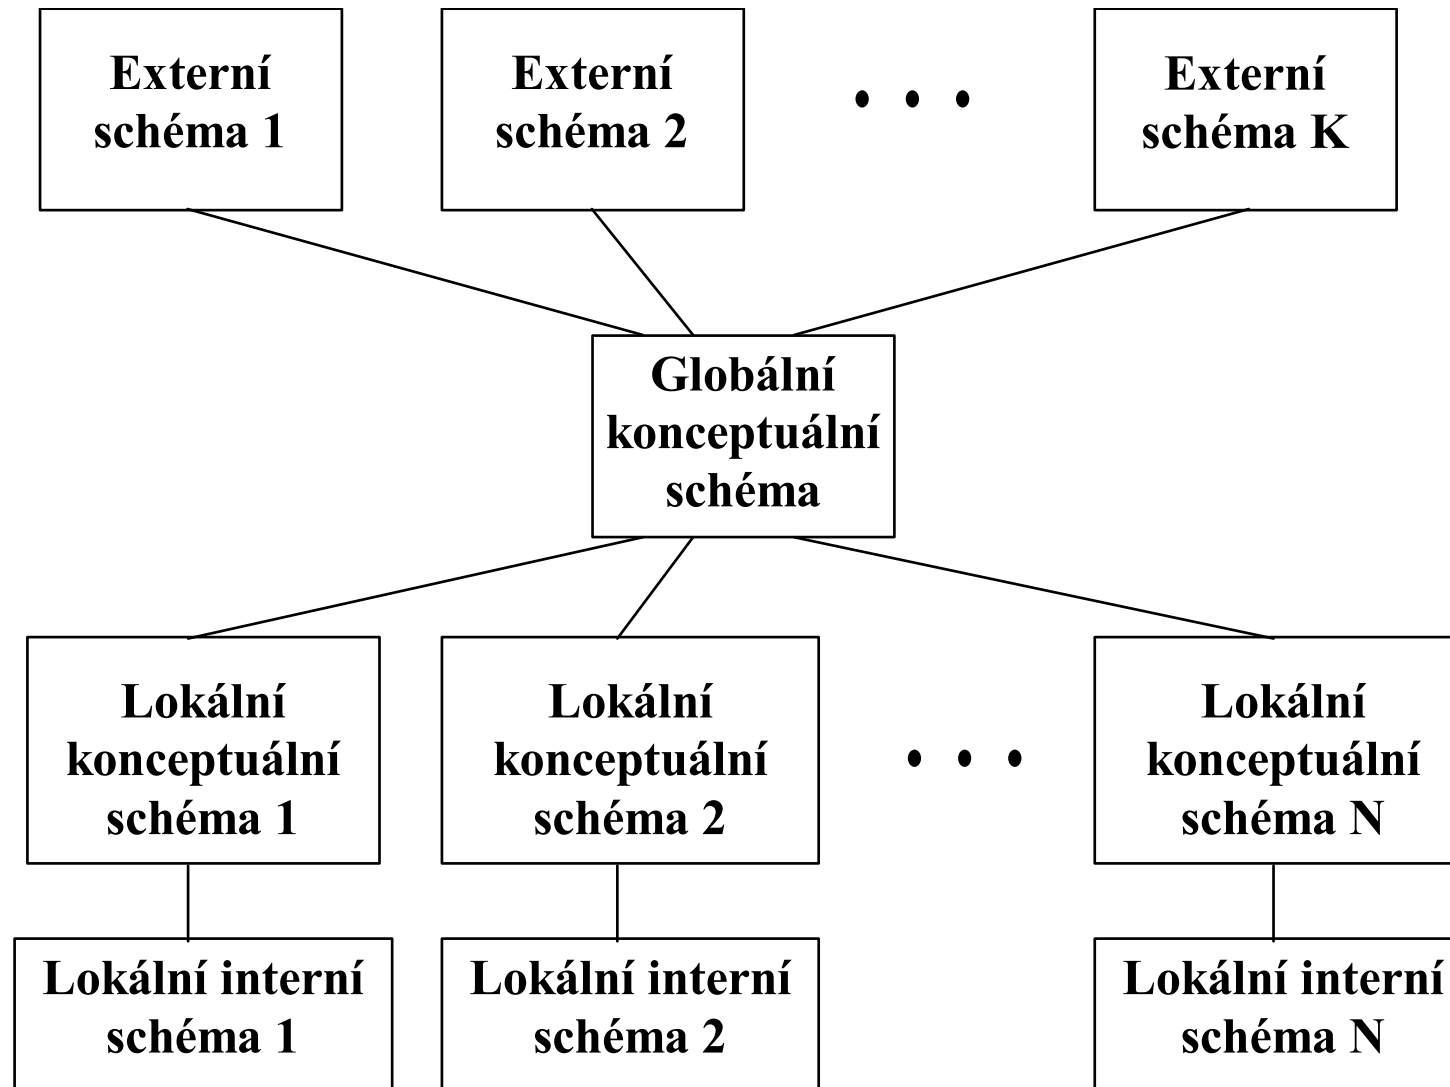 Externí
schéma 1
Externí
schéma 2
• • •
Externí
schéma K
Globální
konceptuální
schéma
Lokální
konceptuální
schéma 1
Lokální
konceptuální
schéma 2
• • •
Lokální
konceptuální
schéma N
Lokální interní
schéma 1
Lokální interní
schéma 2
Lokální interní
schéma N